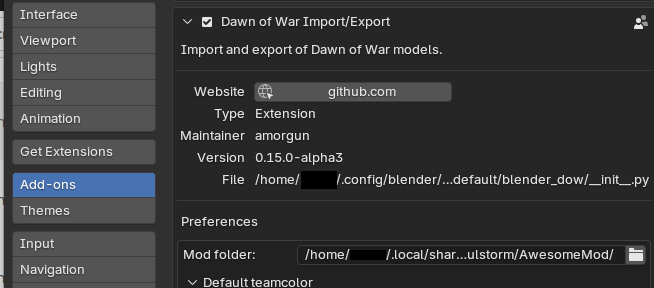 Interface
Viewport
Lights
Editing
Animation
Get Extensions
Add-ons
Themes
Input
Navigation
Dawn of War Import/Export
Import and export of Dawn of War models.
Website github.com
Type Extension
Maintainer amorgun
Version 0.15.0-alpha3
File /home/ /.config/blender/...default/blender_dow/__init__.py
Preferences
Mod folder: /home/ /.local/shar...ulstorm/AwesomeMod/
Default teamcolor